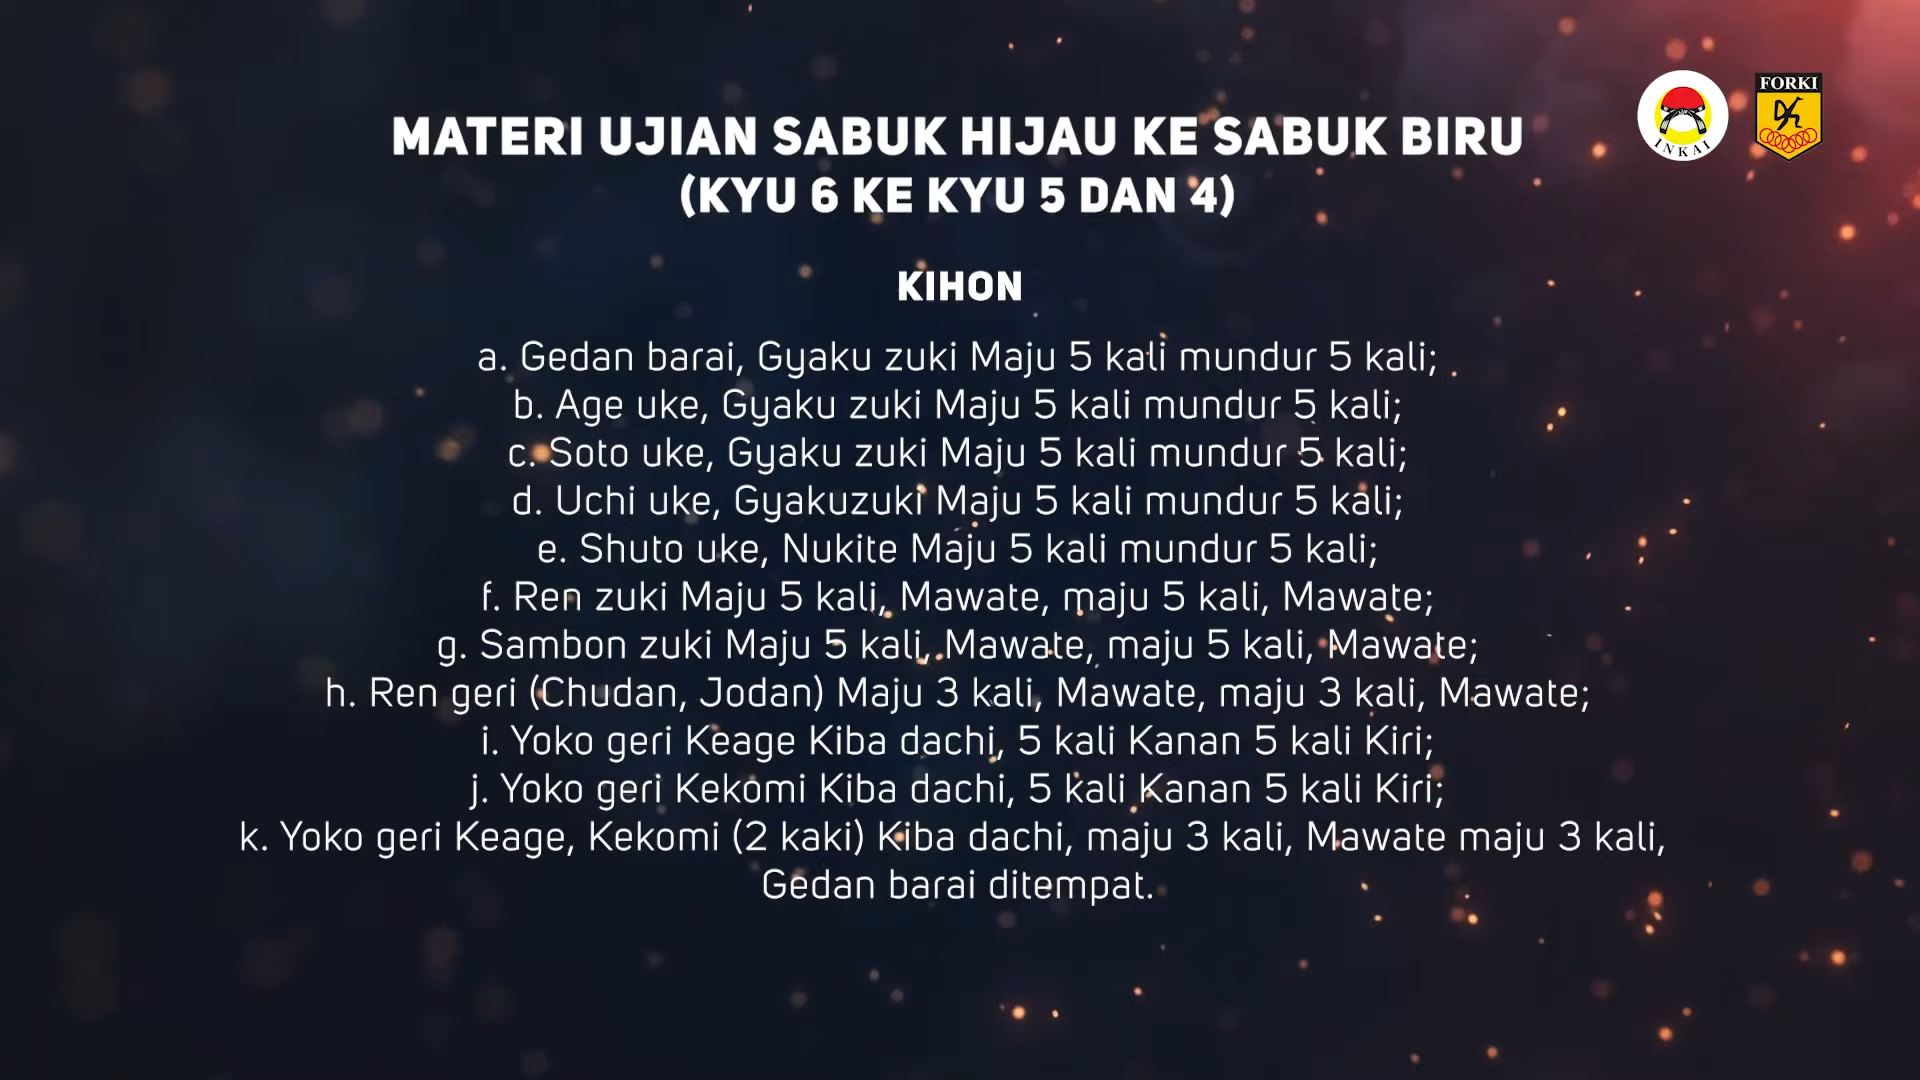 FORKI
INKAI
MATERI UJIAN SABUK HIJAU KE SABUK BIRU
(KYU 6 KE KYU 5 DAN 4)
KIHON
a. Gedan barai, Gyaku zuki Maju 5 kali mundur 5 kali;
b. Age uke, Gyaku zuki Maju 5 kali mundur 5 kali;
c. Soto uke, Gyaku zuki Maju 5 kali mundur 5 kali;
d. Uchi uke, Gyakuzuki Maju 5 kali mundur 5 kali;
e. Shuto uke, Nukite Maju 5 kali mundur 5 kali;
f. Ren zuki Maju 5 kali, Mawate, maju 5 kali, Mawate;
g. Sambon zuki Maju 5 kali, Mawate, maju 5 kali, Mawate;
h. Ren geri (Chudan, Jodan) Maju 3 kali, Mawate, maju 3 kali, Mawate;
i. Yoko geri Keage Kiba dachi, 5 kali Kanan 5 kali Kiri;
j. Yoko geri Kekomi Kiba dachi, 5 kali Kanan 5 kali Kiri;
k. Yoko geri Keage, Kekomi (2 kaki) Kiba dachi, maju 3 kali, Mawate maju 3 kali,
Gedan barai ditempat.